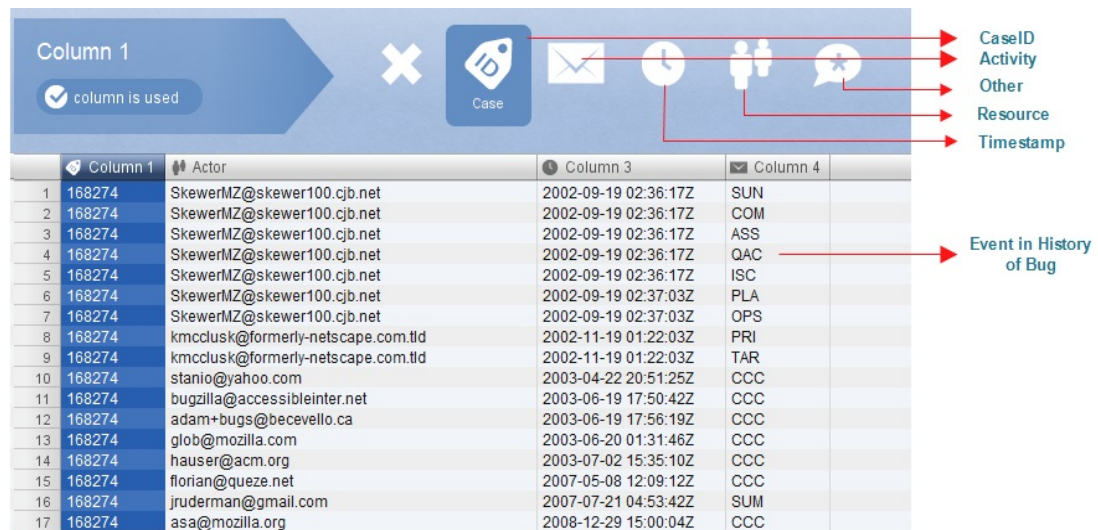 Column 1
column is used
Case
CaseID
Activity
Other
Resource
Timestamp
Column 1 Actor Column 3 Column 4
1 168274 SkewerMZ@skewer100.cjb.net 2002-09-19 02:36:17Z SUN
2 168274 SkewerMZ@skewer100.cjb.net 2002-09-19 02:36:17Z COM
3 168274 SkewerMZ@skewer100.cjb.net 2002-09-19 02:36:17Z ASS
4 168274 SkewerMZ@skewer100.cjb.net 2002-09-19 02:36:17Z QAC
5 168274 SkewerMZ@skewer100.cjb.net 2002-09-19 02:36:17Z ISC
6 168274 SkewerMZ@skewer100.cjb.net 2002-09-19 02:37:03Z PLA
7 168274 SkewerMZ@skewer100.cjb.net 2002-09-19 02:37:03Z OPS
8 168274 kmcclusk@formerly-netscape.com.tld 2002-11-19 01:22:03Z PRI
9 168274 kmcclusk@formerly-netscape.com.tld 2002-11-19 01:22:03Z TAR
10 168274 stanio@yahoo.com 2003-04-22 20:51:25Z CCC
11 168274 bugzilla@accessibleinter.net 2003-06-19 17:50:42Z CCC
12 168274 adam+bugs@becevello.ca 2003-06-19 17:56:19Z CCC
13 168274 glob@mozilla.com 2003-06-20 01:31:46Z CCC
14 168274 hauser@acm.org 2003-07-02 15:35:10Z CCC
15 168274 florian@queze.net 2007-05-08 12:09:12Z CCC
16 168274 jruderman@gmail.com 2007-07-21 04:53:42Z SUM
17 168274 asa@mozilla.org 2008-12-29 15:00:04Z CCC
Event in History
of Bug
ID